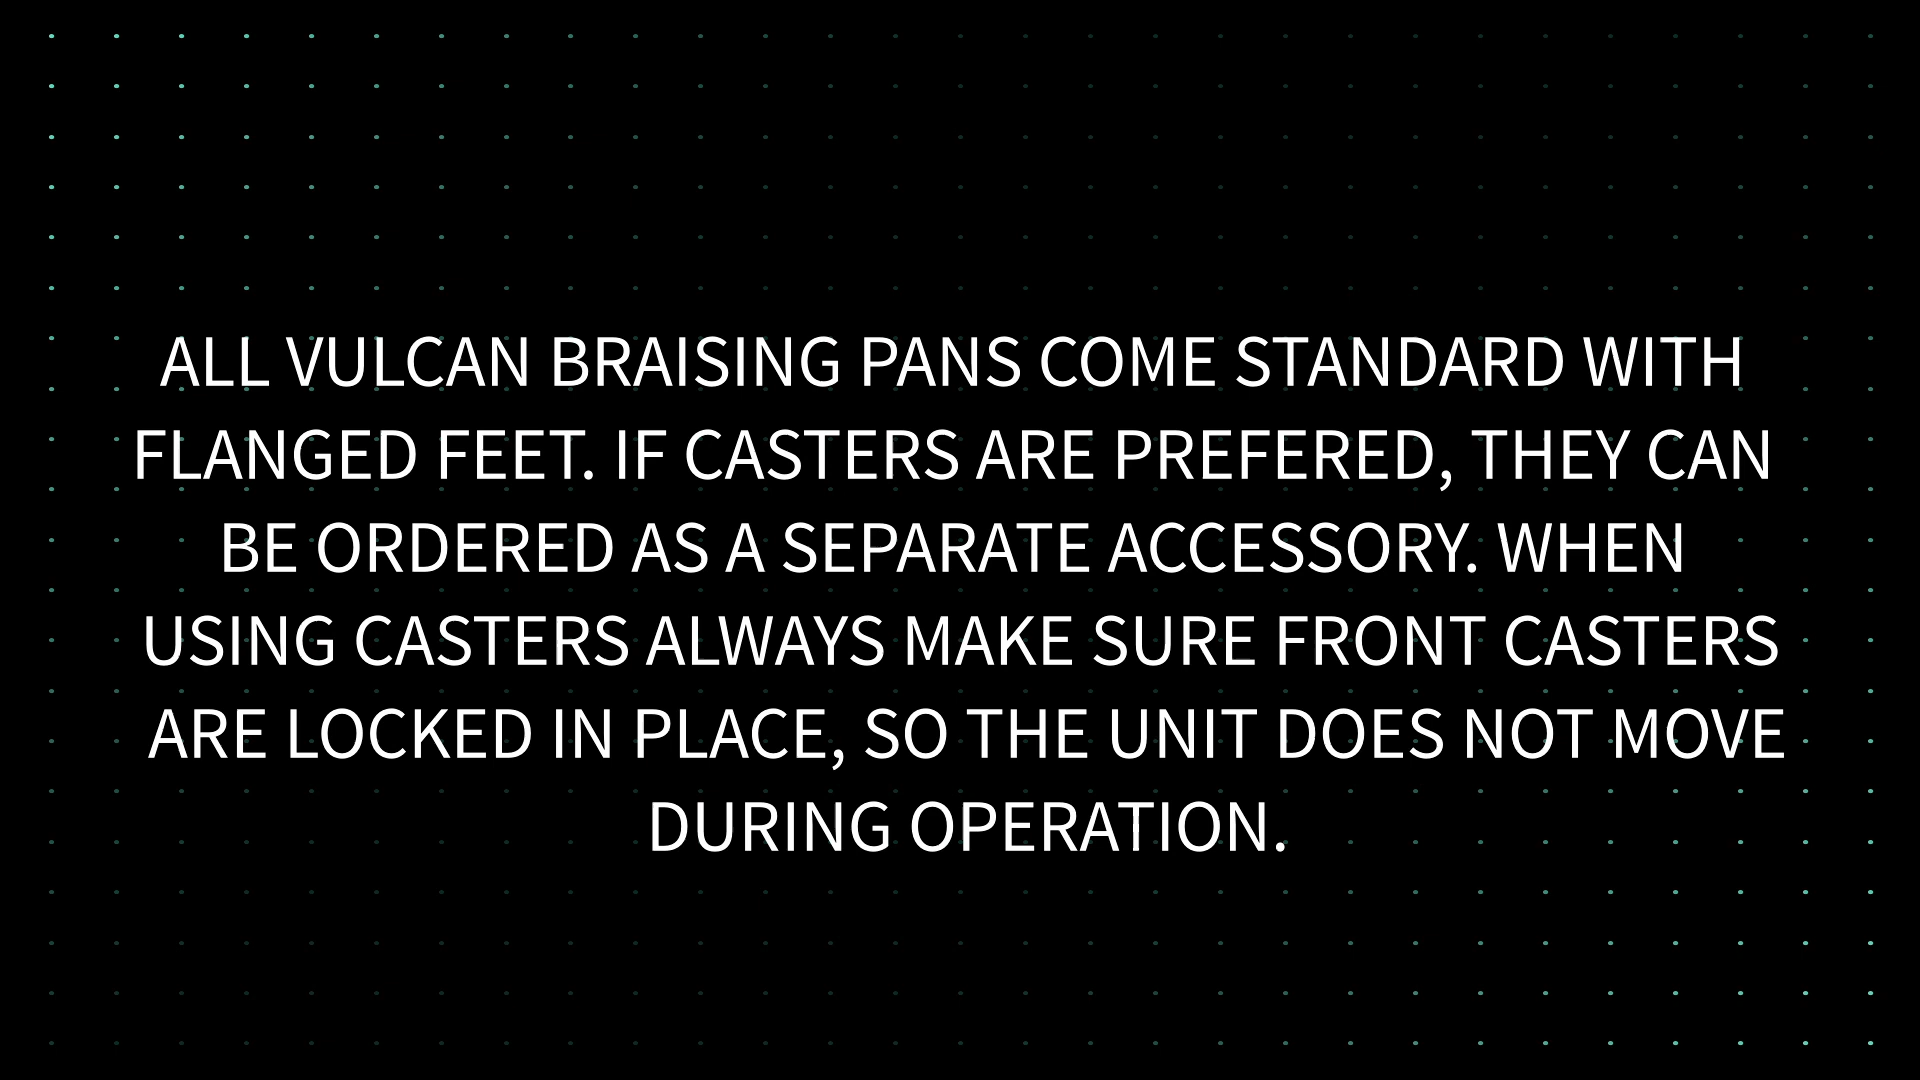 ALL VULCAN BRAISING PANS COME STANDARD WITH
FLANGED FEET. IF CASTERS ARE PREFERED, THEY CAN
BE ORDERED AS A SEPARATE ACCESSORY. WHEN
USING CASTERS ALWAYS MAKE SURE FRONT CASTERS
ARE LOCKED IN PLACE, SO THE UNIT DOES NOT MOVE
DURING OPERATION.